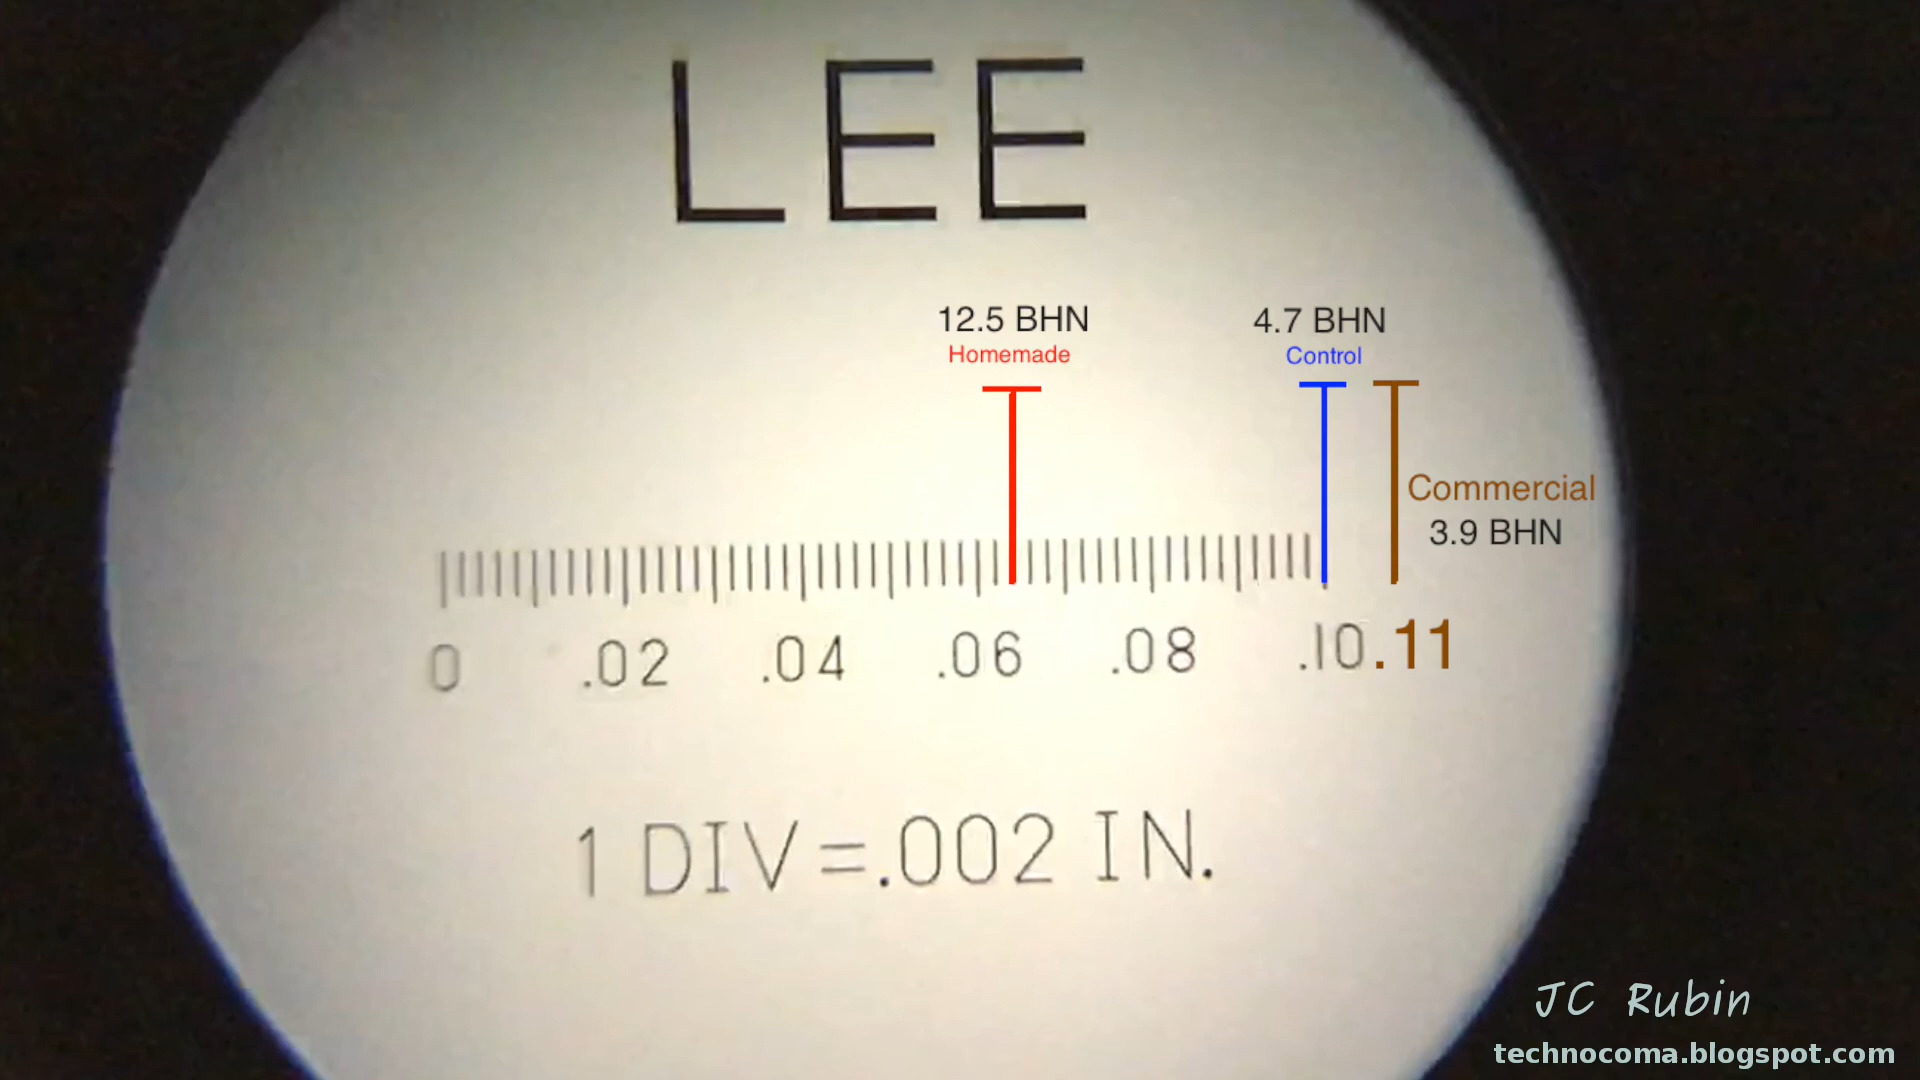 LEE
12.5 BHN
Homemade
4.7 BHN
Control
Commercial
3.9 BHN
0 .02 .04 .06 .08 .10 .11
1 DIV = .002 IN.
JC Rubin
technocoma.blogspot.com